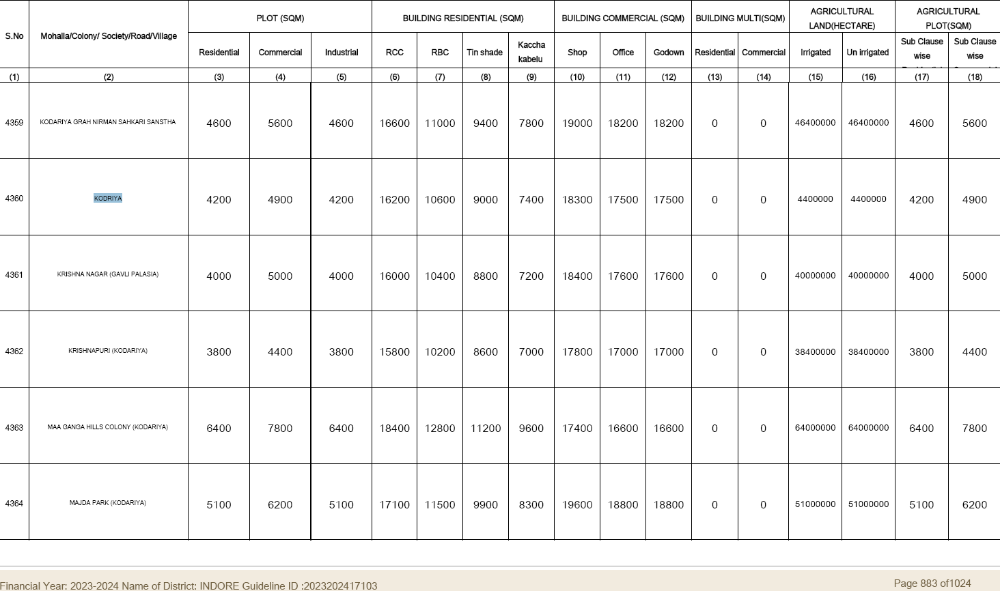 S.No Mohalla/Colony/ Society/Road/Village PLOT (SQM) BUILDING RESIDENTIAL (SQM) BUILDING COMMERCIAL (SQM) BUILDING MULTI(SQM) AGRICULTURAL LAND(HECTARE) AGRICULTURAL PLOT(SQM)
Residential Commercial Industrial RCC RBC Tin shade Kaccha kabelu Shop Office Godown Residential Commercial Irrigated Un irrigated Sub Clause wise Sub Clause wise
(1) (2) (3) (4) (5) (6) (7) (8) (9) (10) (11) (12) (13) (14) (15) (16) (17) (18)
4359 KODARIYA GRAH NIRMAN SAHKARI SANSTHA 4600 5600 4600 16600 11000 9400 7800 19000 18200 18200 0 0 46400000 46400000 4600 5600
4360 KODRIYA 4200 4900 4200 16200 10600 9000 7400 18300 17500 17500 0 0 4400000 4400000 4200 4900
4361 KRISHNA NAGAR (GAVLI PALASIA) 4000 5000 4000 16000 10400 8800 7200 18400 17600 17600 0 0 40000000 40000000 4000 5000
4362 KRISHNAPURI (KODARIYA) 3800 4400 3800 15800 10200 8600 7000 17800 17000 17000 0 0 38400000 38400000 3800 4400
4363 MAA GANGA HILLS COLONY (KODARIYA) 6400 7800 6400 18400 12800 11200 9600 17400 16600 16600 0 0 64000000 64000000 6400 7800
4364 MAJDA PARK (KODARIYA) 5100 6200 5100 17100 11500 9900 8300 19600 18800 18800 0 0 51000000 51000000 5100 6200
Financial Year: 2023-2024 Name of District: INDORE Guideline ID :2023202417103 Page 883 of1024